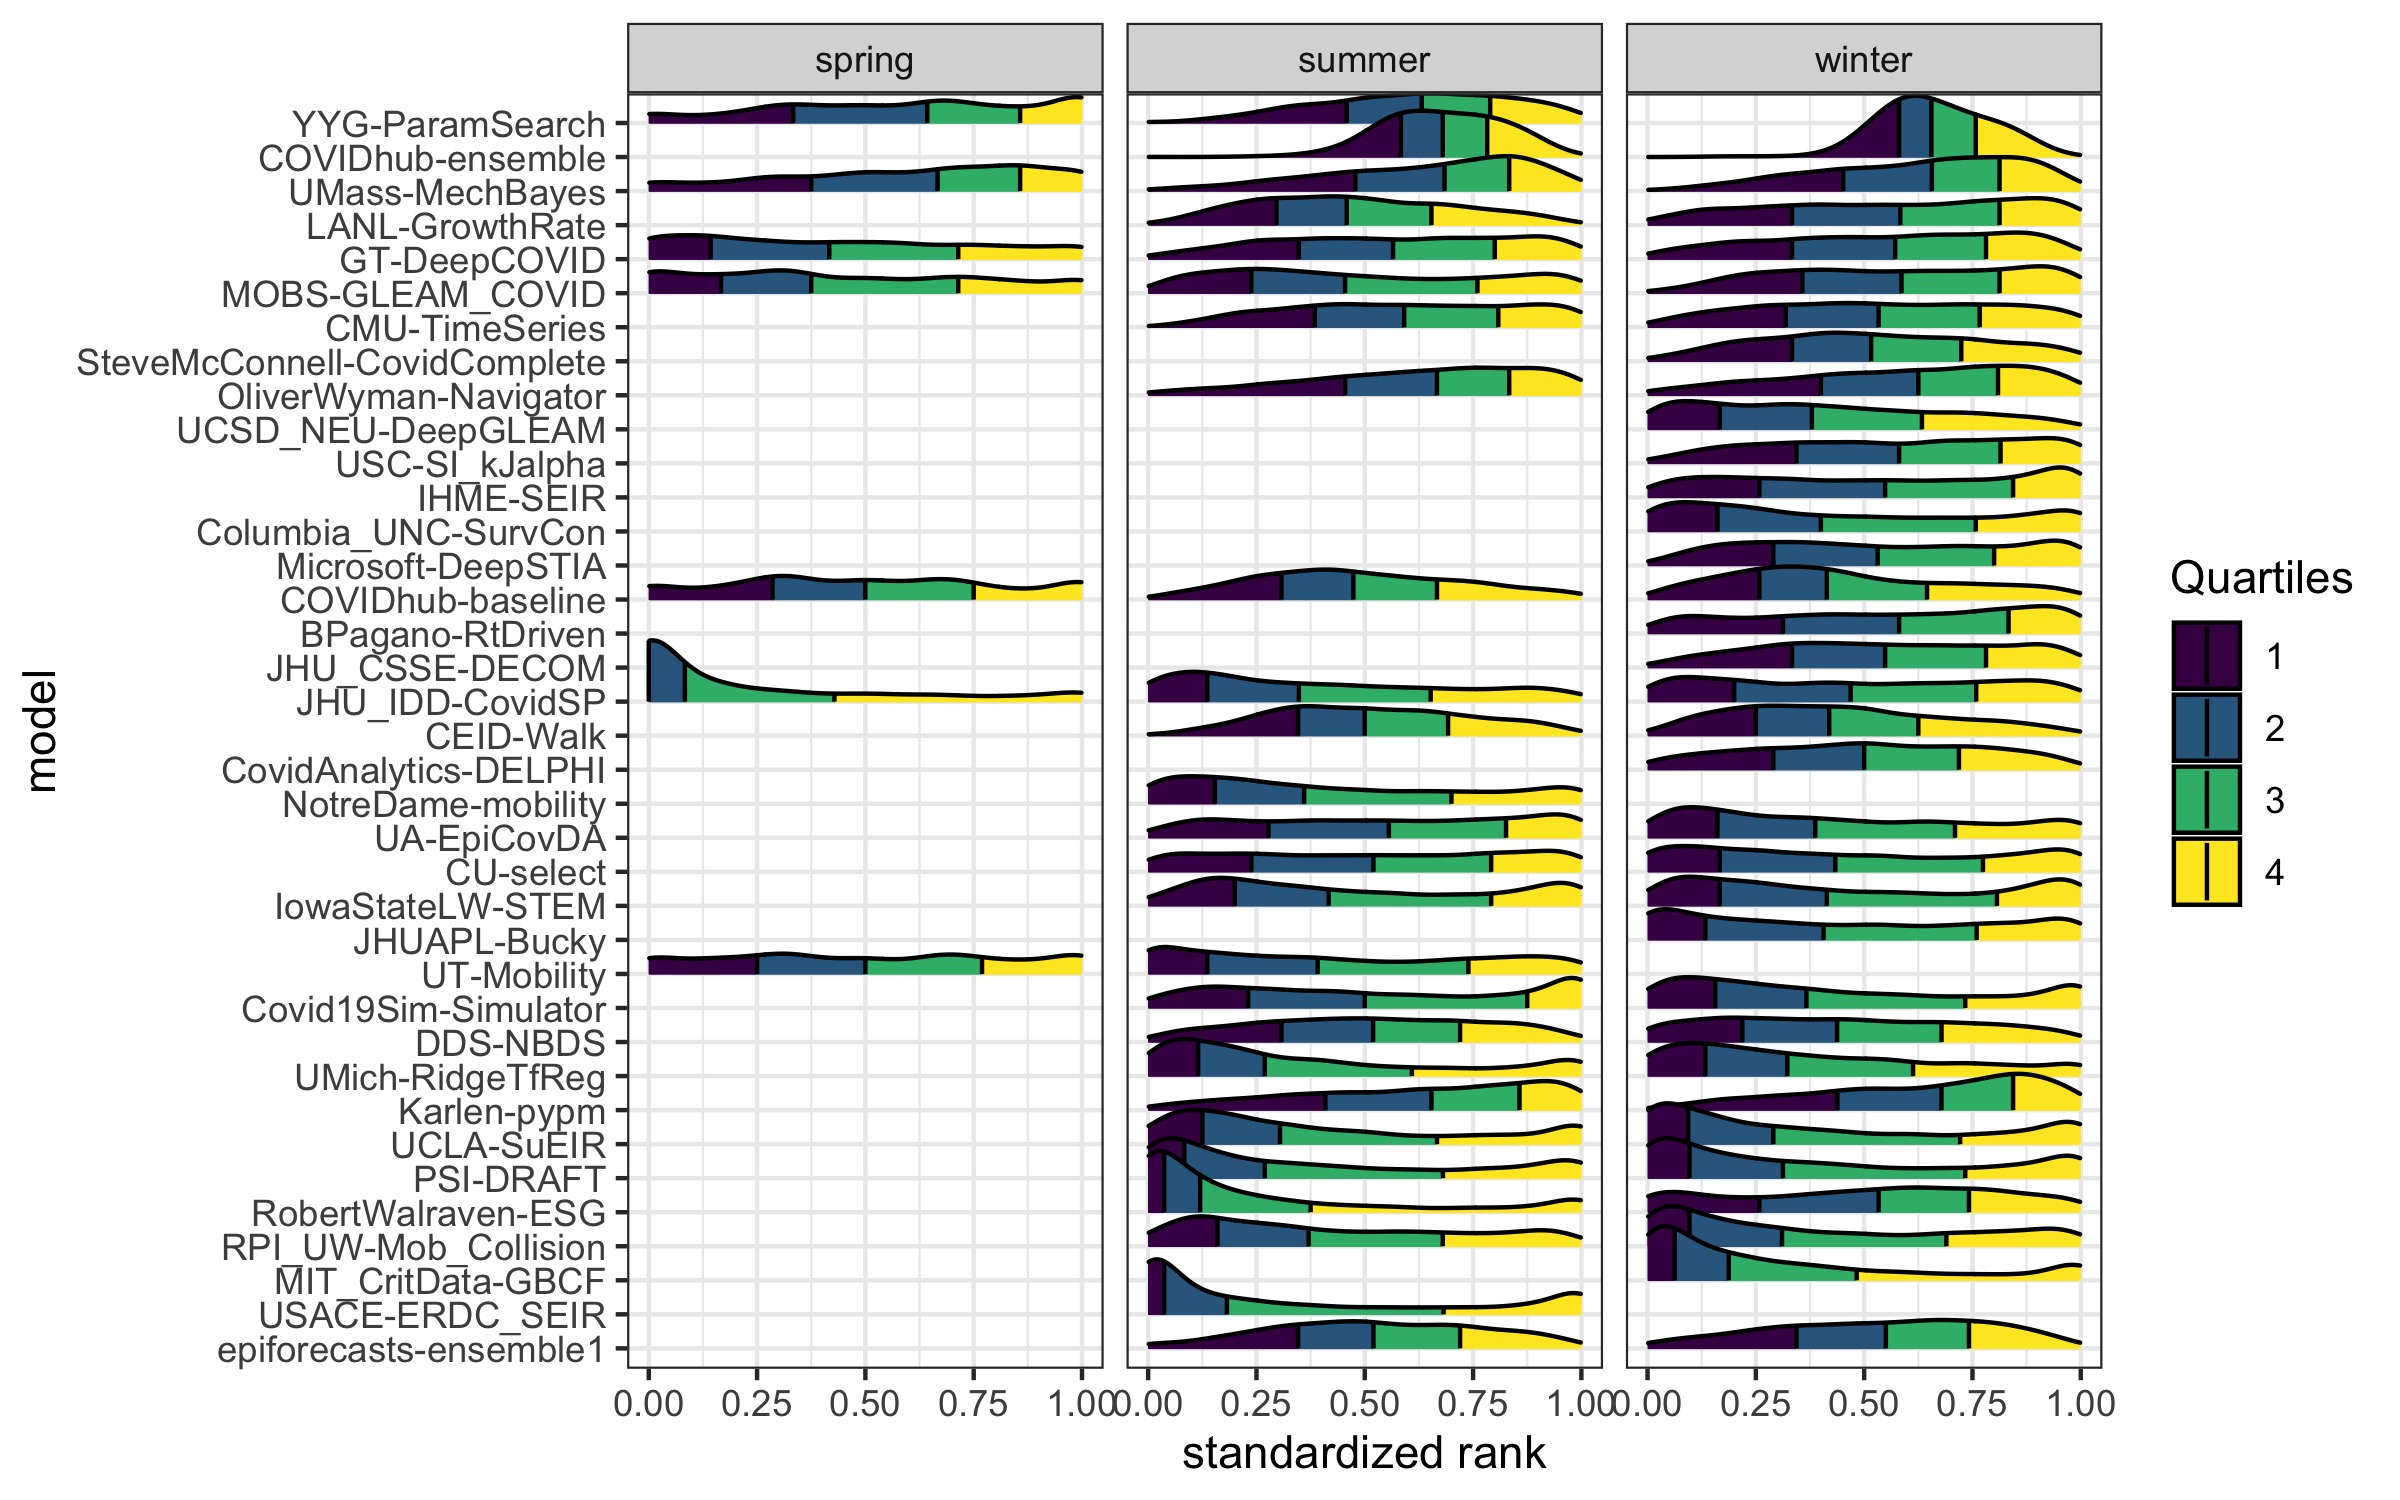 spring
summer
winter
YYG-ParamSearch
COVIDhub-ensemble
UMass-MechBayes
LANL-GrowthRate
GT-DeepCOVID
MOBS-GLEAM_COVID
CMU-TimeSeries
SteveMcConnell-CovidComplete
OliverWyman-Navigator
UCSD_NEU-DeepGLEAM
USC-SI_kJalpha
IHME-SEIR
Columbia_UNC-SurvCon
Microsoft-DeepSTIA
COVIDhub-baseline
BPagano-RtDriven
JHU_CSSE-DECOM
JHU_IDD-CovidSP
CEID-Walk
CovidAnalytics-DELPHI
NotreDame-mobility
UA-EpiCovDA
CU-select
IowaStateLW-STEM
JHUAPL-Bucky
UT-Mobility
Covid19Sim-Simulator
DDS-NBDS
UMich-RidgeTfReg
Karlen-pypm
UCLA-SuEIR
PSI-DRAFT
RobertWalraven-ESG
RPI_UW-Mob_Collision
MIT_CritData-GBCF
USACE-ERDC_SEIR
epiforecasts-ensemble1
model
0.00 0.25 0.50 0.75 1.00
0.00 0.25 0.50 0.75 1.00
0.00 0.25 0.50 0.75 1.00
standardized rank
Quartiles
1
2
3
4